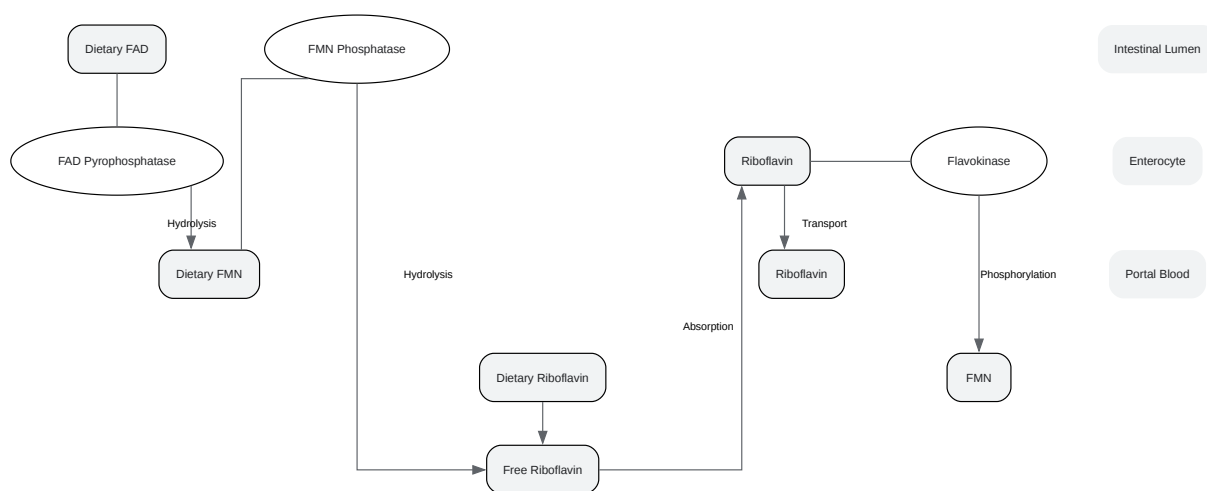 Dietary FAD
FMN Phosphatase
Intestinal Lumen
FAD Pyrophosphatase
Riboflavin
Flavokinase
Enterocyte
Hydrolysis
Transport
Dietary FMN
Hydrolysis
Riboflavin
Phosphorylation
Portal Blood
Absorption
Dietary Riboflavin
FMN
Free Riboflavin